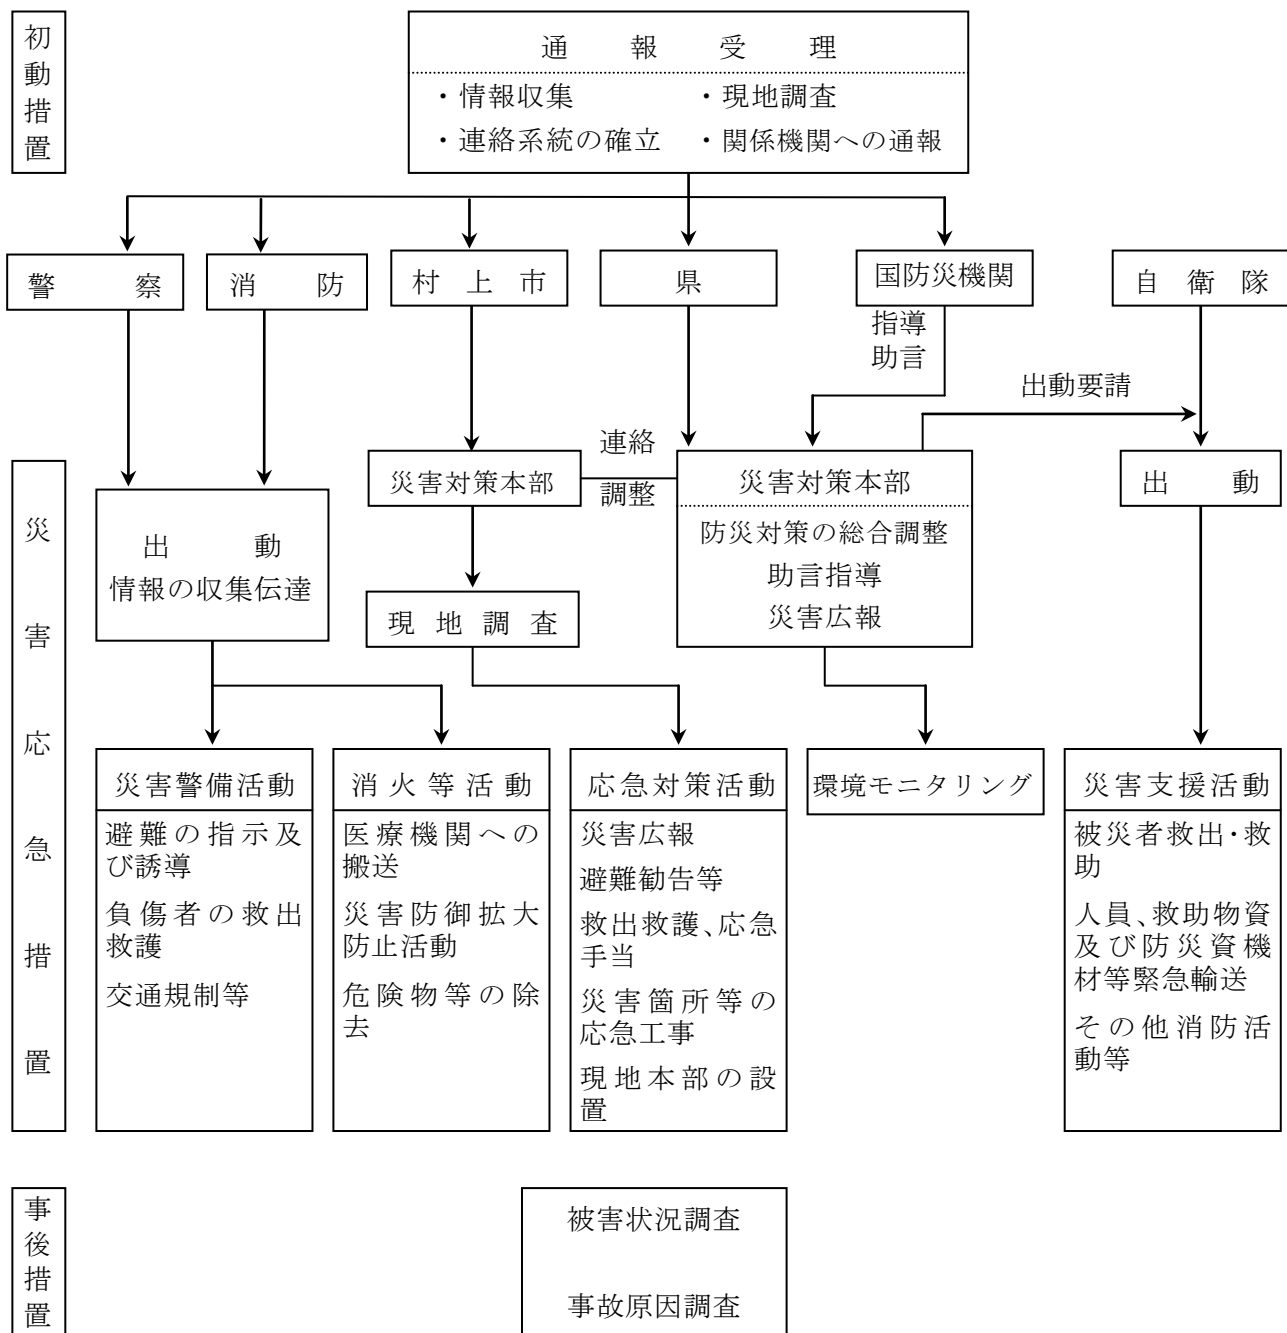 初動措置
通報受理
・情報収集 ・現地調査
・連絡系統の確立 ・関係機関への通報
警察 消防 村上市 県 国防災機関 自衛隊
指導
助言
出動要請
連絡
調整
災害応急措置
出動
情報の収集伝達
災害対策本部
現地調査
災害対策本部
防災対策の総合調整
助言指導
災害広報
出動
災害警備活動
避難の指示及
び誘導
負傷者の救出
救護
交通規制等
消火等活動
医療機関への
搬送
災害防御拡大
防止活動
危険物等の除
去
応急対策活動
災害広報
避難勧告等
救出救護、応急
手当
災害箇所等の
応急工事
現地本部の設
置
環境モニタリング
災害支援活動
被災者救出・救
助
人員、救助物資
及び防災資機
材等緊急輸送
その他消防活
動等
事後措置
被害状況調査
事故原因調査